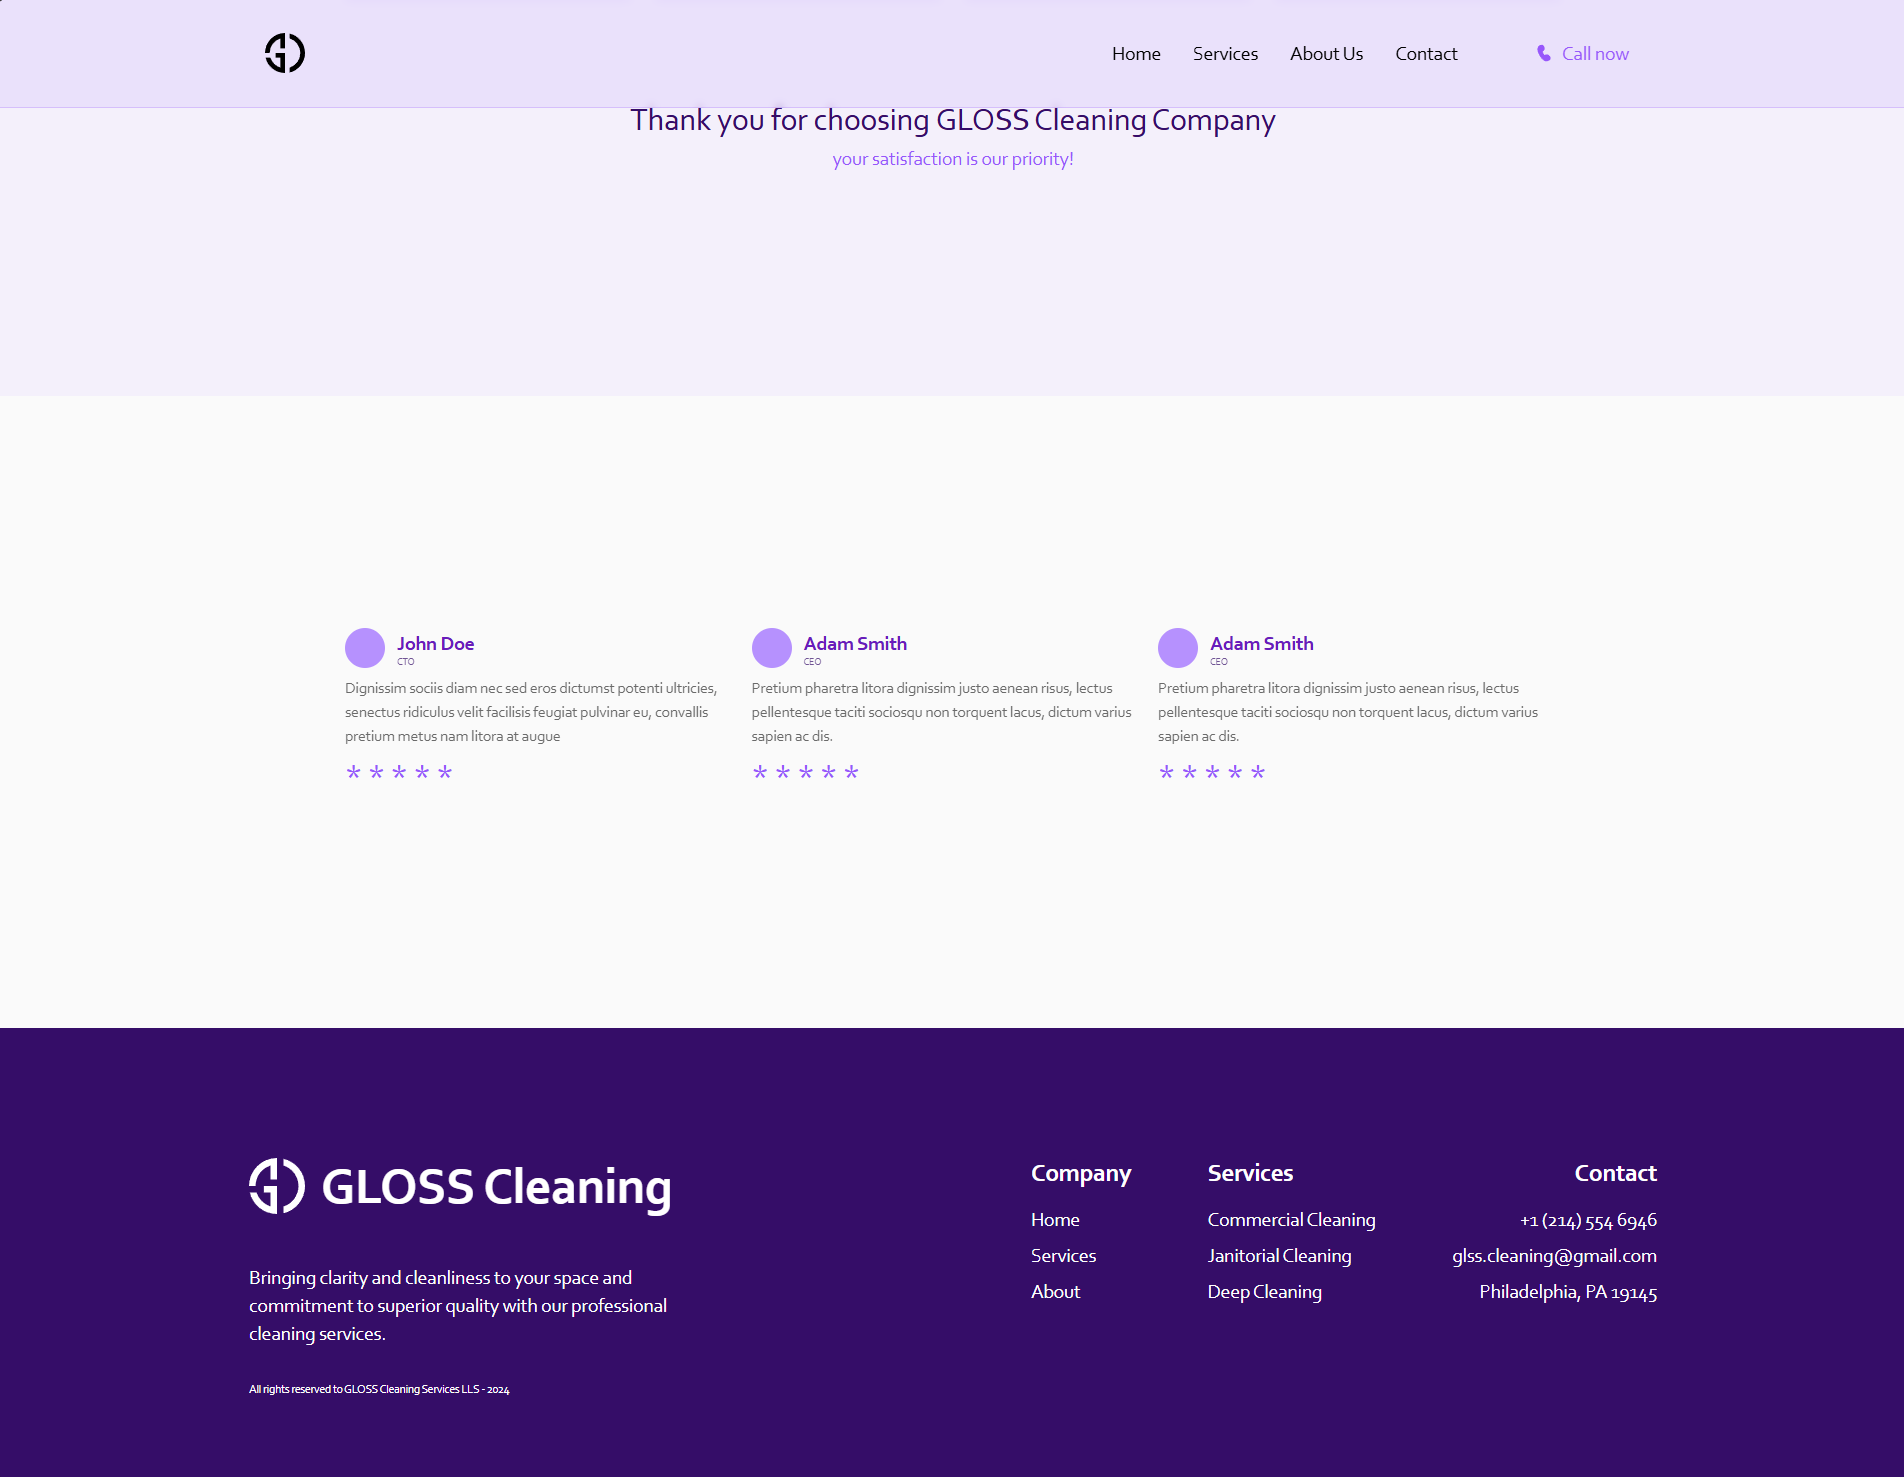 Home Services About Us Contact Call now
Thank you for choosing GLOSS Cleaning Company
your satisfaction is our priority!
John Doe
CTO
Dignissim sociis diam nec sed eros dictumst potenti ultricies,
senectus ridiculus velit facilisis feugiat pulvinar eu, convallis
pretium metus nam litora at augue
* * * * *
Adam Smith
CEO
Pretium pharetra litora dignissim justo aenean risus, lectus
pellentesque taciti sociosqu non torquent lacus, dictum varius
sapien ac dis.
* * * * *
Adam Smith
CEO
Pretium pharetra litora dignissim justo aenean risus, lectus
pellentesque taciti sociosqu non torquent lacus, dictum varius
sapien ac dis.
* * * * *
GLOSS Cleaning
Bringing clarity and cleanliness to your space and
commitment to superior quality with our professional
cleaning services.
All rights reserved to GLOSS Cleaning Services LLS - 2024
Company
Home
Services
About
Services
Commercial Cleaning
Janitorial Cleaning
Deep Cleaning
Contact
+1 (214) 554 6946
glss.cleaning@gmail.com
Philadelphia, PA 19145